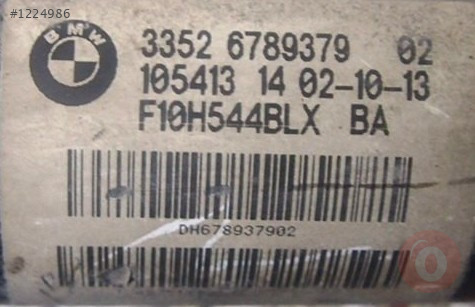 #1224986
BMW
3352 6789379 02
105413 14 02-10-13
F10H544BLX BA
DH678937902